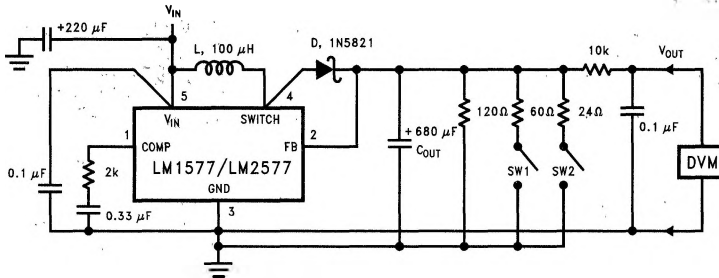 VIN
+220 μF
L, 100 μH
D, 1N5821
10k
VOUT
5
4
VIN
SWITCH
1
COMP
FB
2
120Ω
60Ω
24Ω
+680 μF
COUT
0.1 μF
DVM
LM1577/LM2577
2k
0.1 μF
GND
SW1
SW2
0.33 μF
3